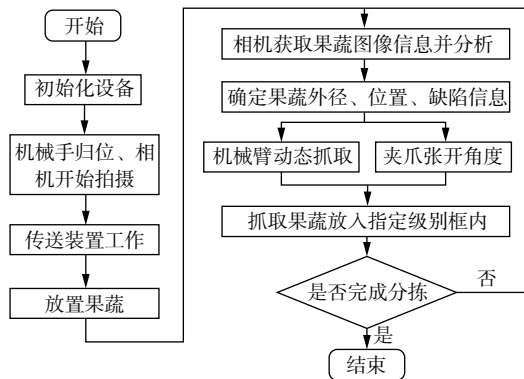 开始
初始化设备
机械手归位、相
机开始拍摄
传送装置工作
放置果蔬
相机获取果蔬图像信息并分析
确定果蔬外径、位置、缺陷信息
机械臂动态抓取
夹爪张开角度
抓取果蔬放入指定级别框内
是否完成分拣
否
是
结束